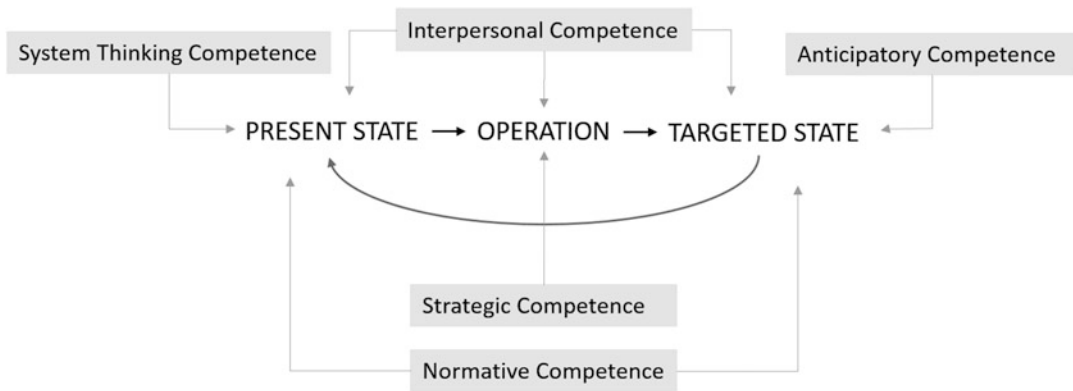 Interpersonal Competence
System Thinking Competence
Anticipatory Competence
PRESENT STATE
OPERATION
TARGETED STATE
Strategic Competence
Normative Competence